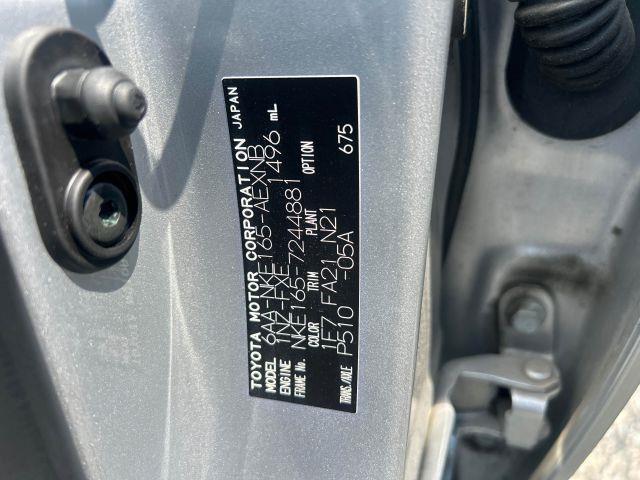 TOYOTA MOTOR CORPORATION JAPAN
MODEL 6AA-NKE165-AEXNB
ENGINE 1NZ-FXE 1496 mL
FRAME No. NKE165-7244881
COLOR TRIM PLANT OPTION
1F7 FA21 N21
TRANS./AXLE P510 -05A 675